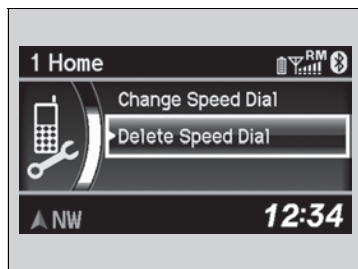 1 Home
RM
Change Speed Dial
Delete Speed Dial
NW
12:34